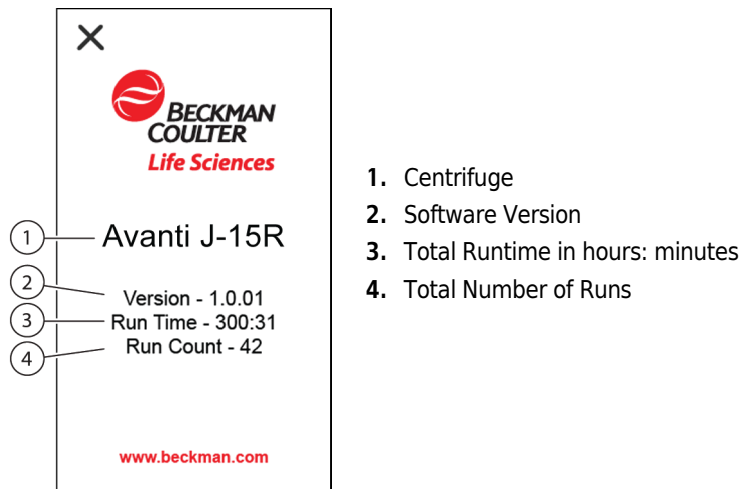 BECKMAN
COULTER
Life Sciences
1
Avanti J-15R
2
Version - 1.0.01
3
Run Time - 300:31
4
Run Count - 42
www.beckman.com
1. Centrifuge
2. Software Version
3. Total Runtime in hours: minutes
4. Total Number of Runs